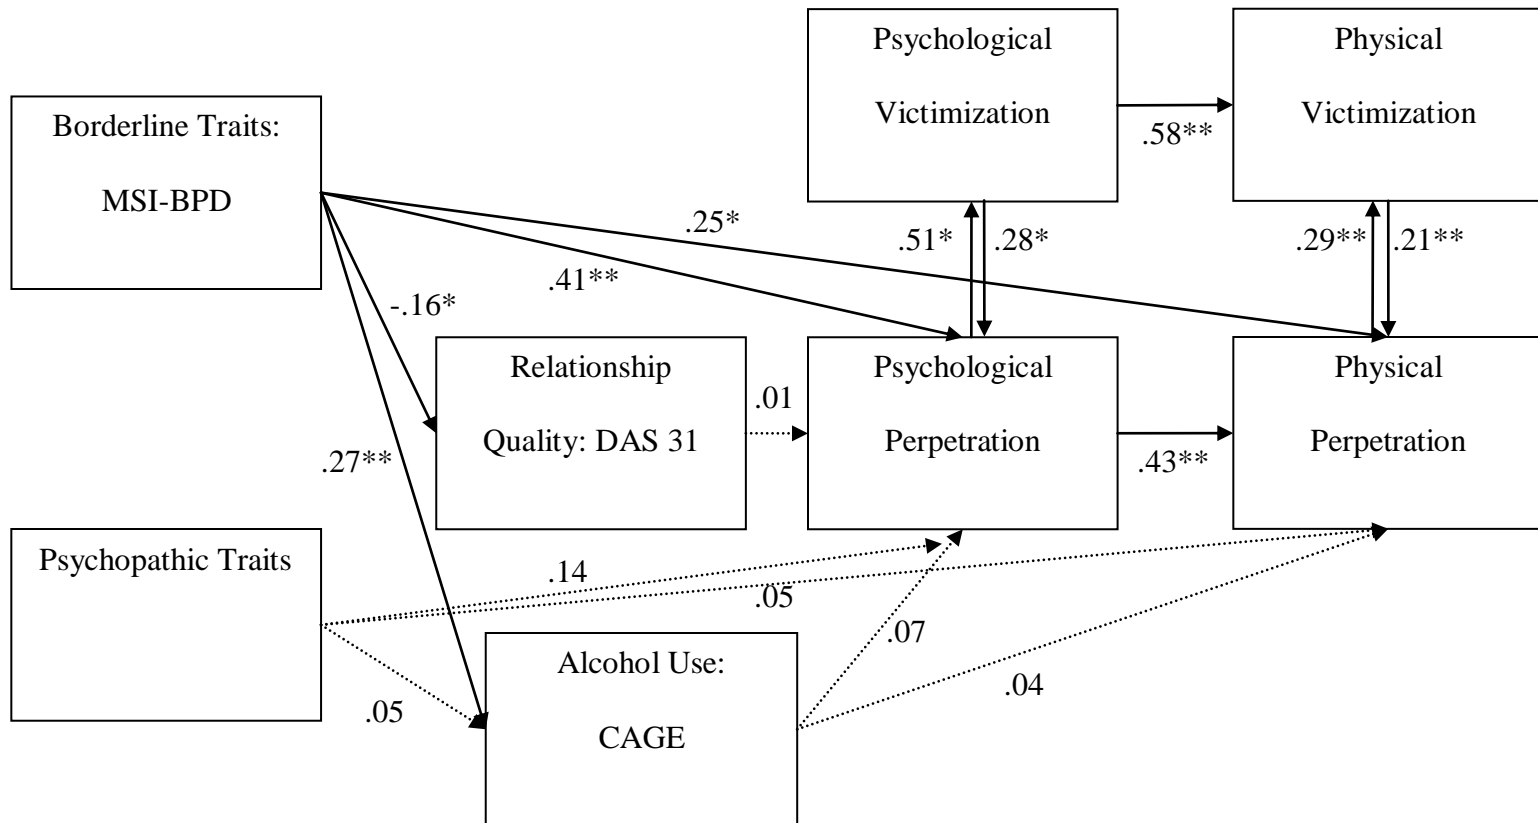 Psychological
Victimization
Physical
Victimization
Borderline Traits:
MSI-BPD
.58**
.25*
.51*
.28*
.29**
.21**
.41**
-.16*
Relationship
Quality: DAS 31
.01
Psychological
Perpetration
.43**
Physical
Perpetration
.27**
Psychopathic Traits
.14
.05
.07
.04
.05
Alcohol Use:
CAGE